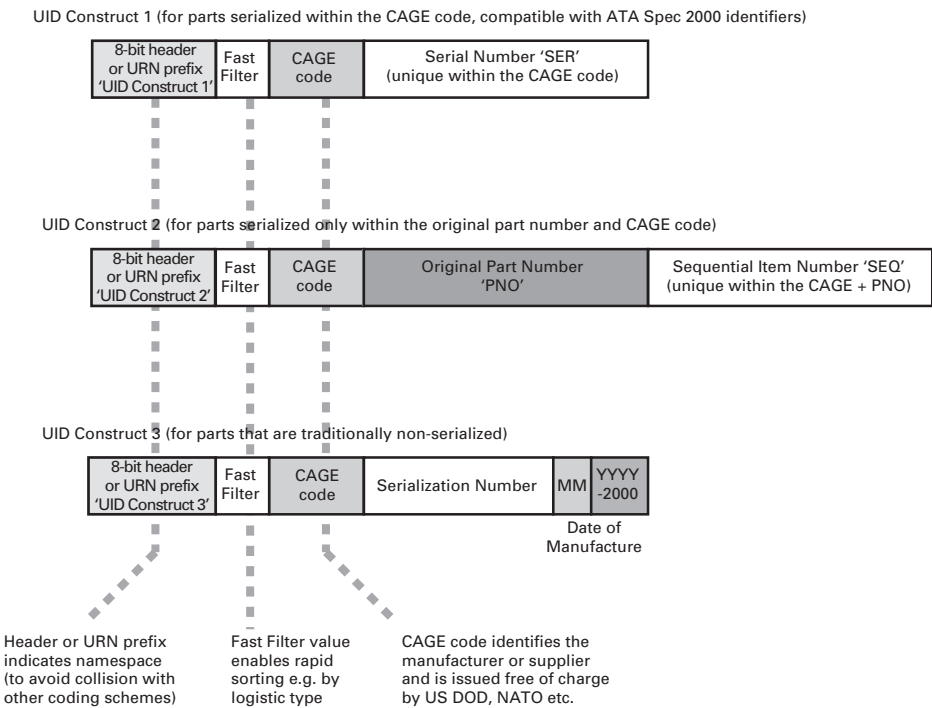 UID Construct 1 (for parts serialized within the CAGE code, compatible with ATA Spec 2000 identifiers)
8-bit header
or URN prefix
'UID Construct 1'
Fast
Filter
CAGE
code
Serial Number 'SER'
(unique within the CAGE code)
UID Construct 2 (for parts serialized only within the original part number and CAGE code)
8-bit header
or URN prefix
'UID Construct 2'
Fast
Filter
CAGE
code
Original Part Number
'PNO'
Sequential Item Number 'SEQ'
(unique within the CAGE + PNO)
UID Construct 3 (for parts that are traditionally non-serialized)
8-bit header
or URN prefix
'UID Construct 3'
Fast
Filter
CAGE
code
Serialization Number
MM
YYYY
-2000
Date of
Manufacture
Header or URN prefix
indicates namespace
(to avoid collision with
other coding schemes)
Fast Filter value
enables rapid
sorting e.g. by
logistic type
CAGE code identifies the
manufacturer or supplier
and is issued free of charge
by US DOD, NATO etc.